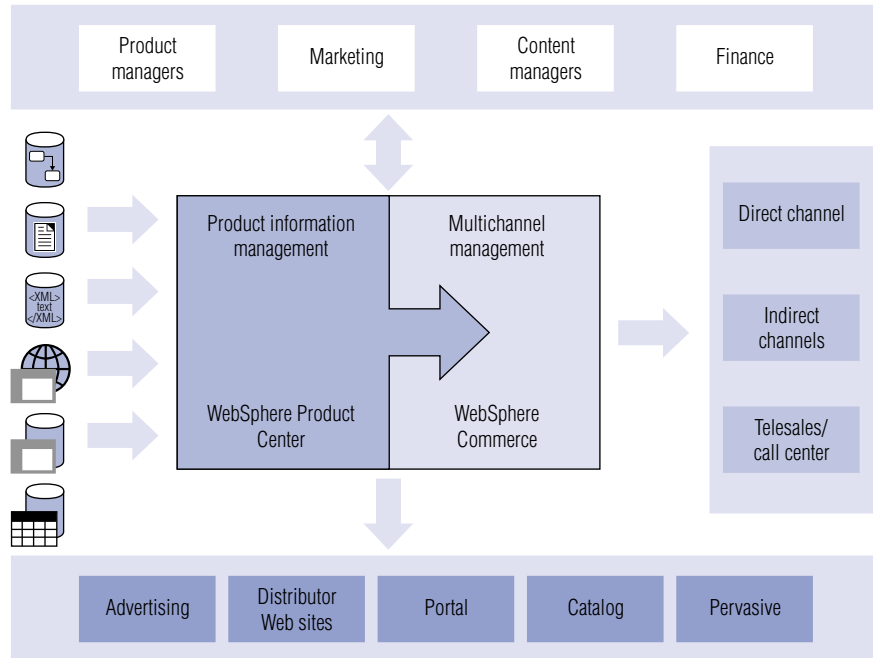 Product
managers
Marketing
Content
managers
Finance
<XML>
text
</XML>
Product information
management
Multichannel
management
WebSphere Product
Center
WebSphere
Commerce
Direct channel
Indirect
channels
Telesales/
call center
Advertising
Distributor
Web sites
Portal
Catalog
Pervasive